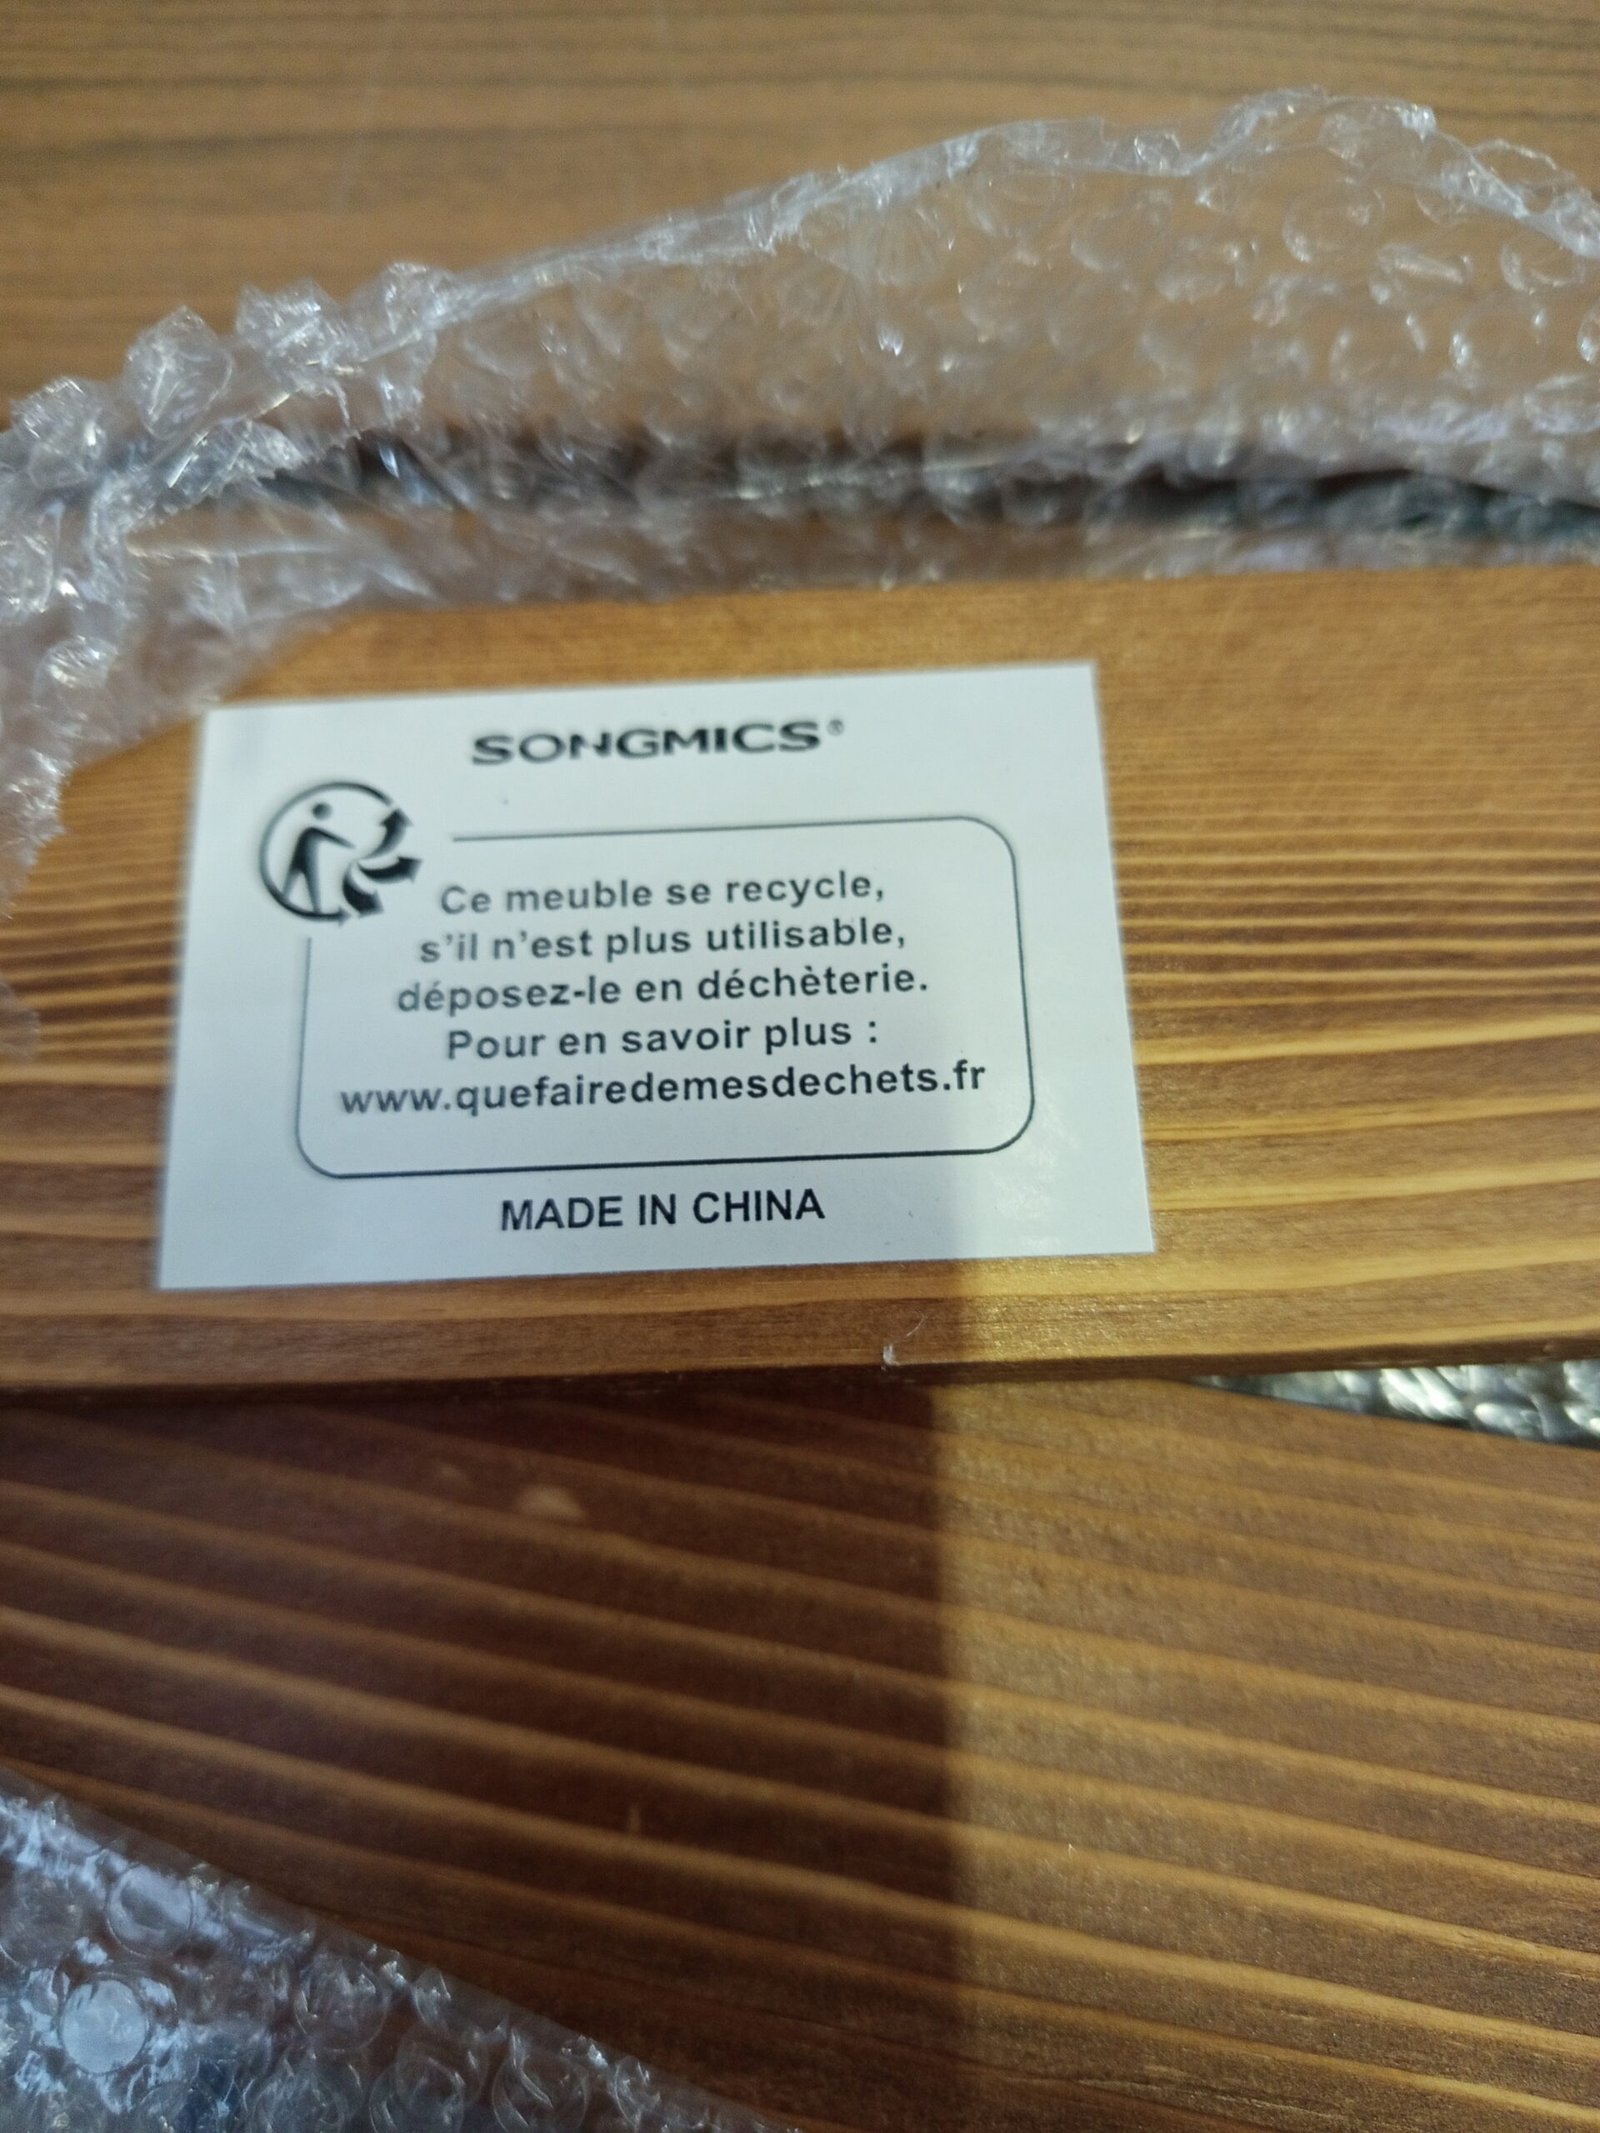 SONGMICS®
Ce meuble se recycle,
s'il n'est plus utilisable,
déposez-le en déchèterie.
Pour en savoir plus :
www.quefairedemesdechets.fr
MADE IN CHINA